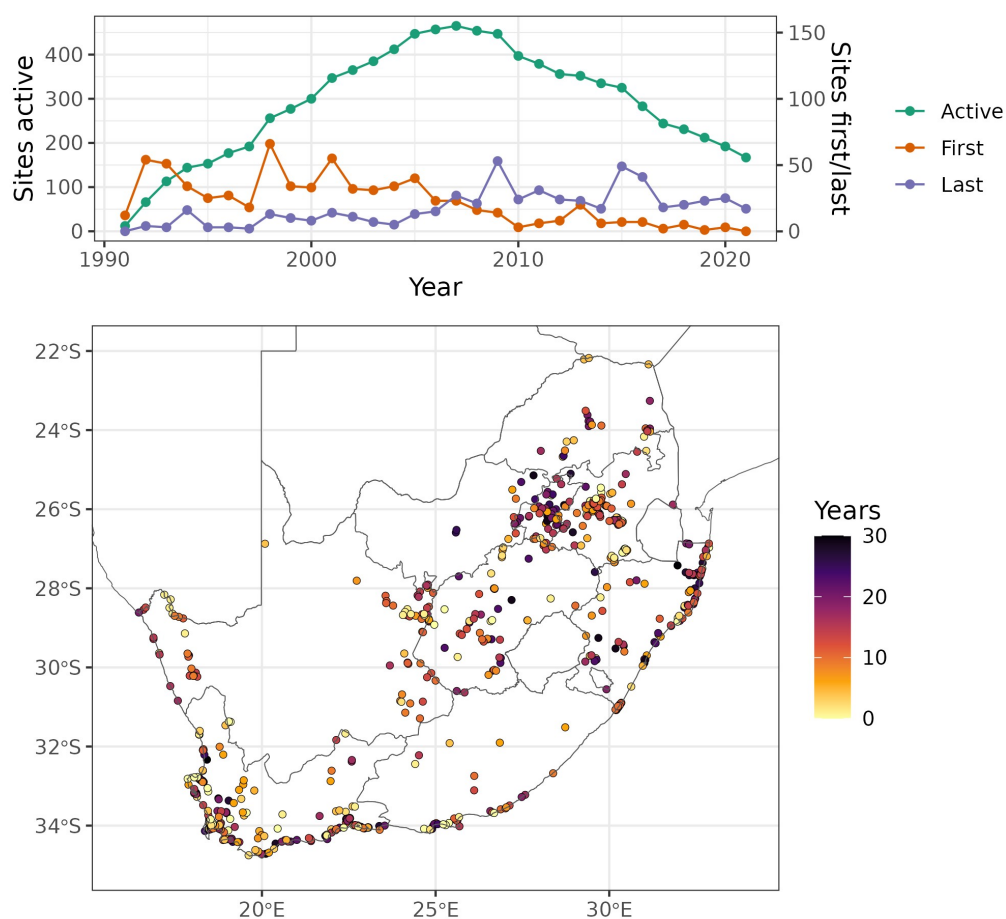 Sites active
400
300
200
100
0
150
100
50
0
Sites first/last
1990
2000
2010
2020
Year
Active
First
Last
22°S
24°S
26°S
28°S
30°S
32°S
34°S
20°E
25°E
30°E
Years
30
20
10
0